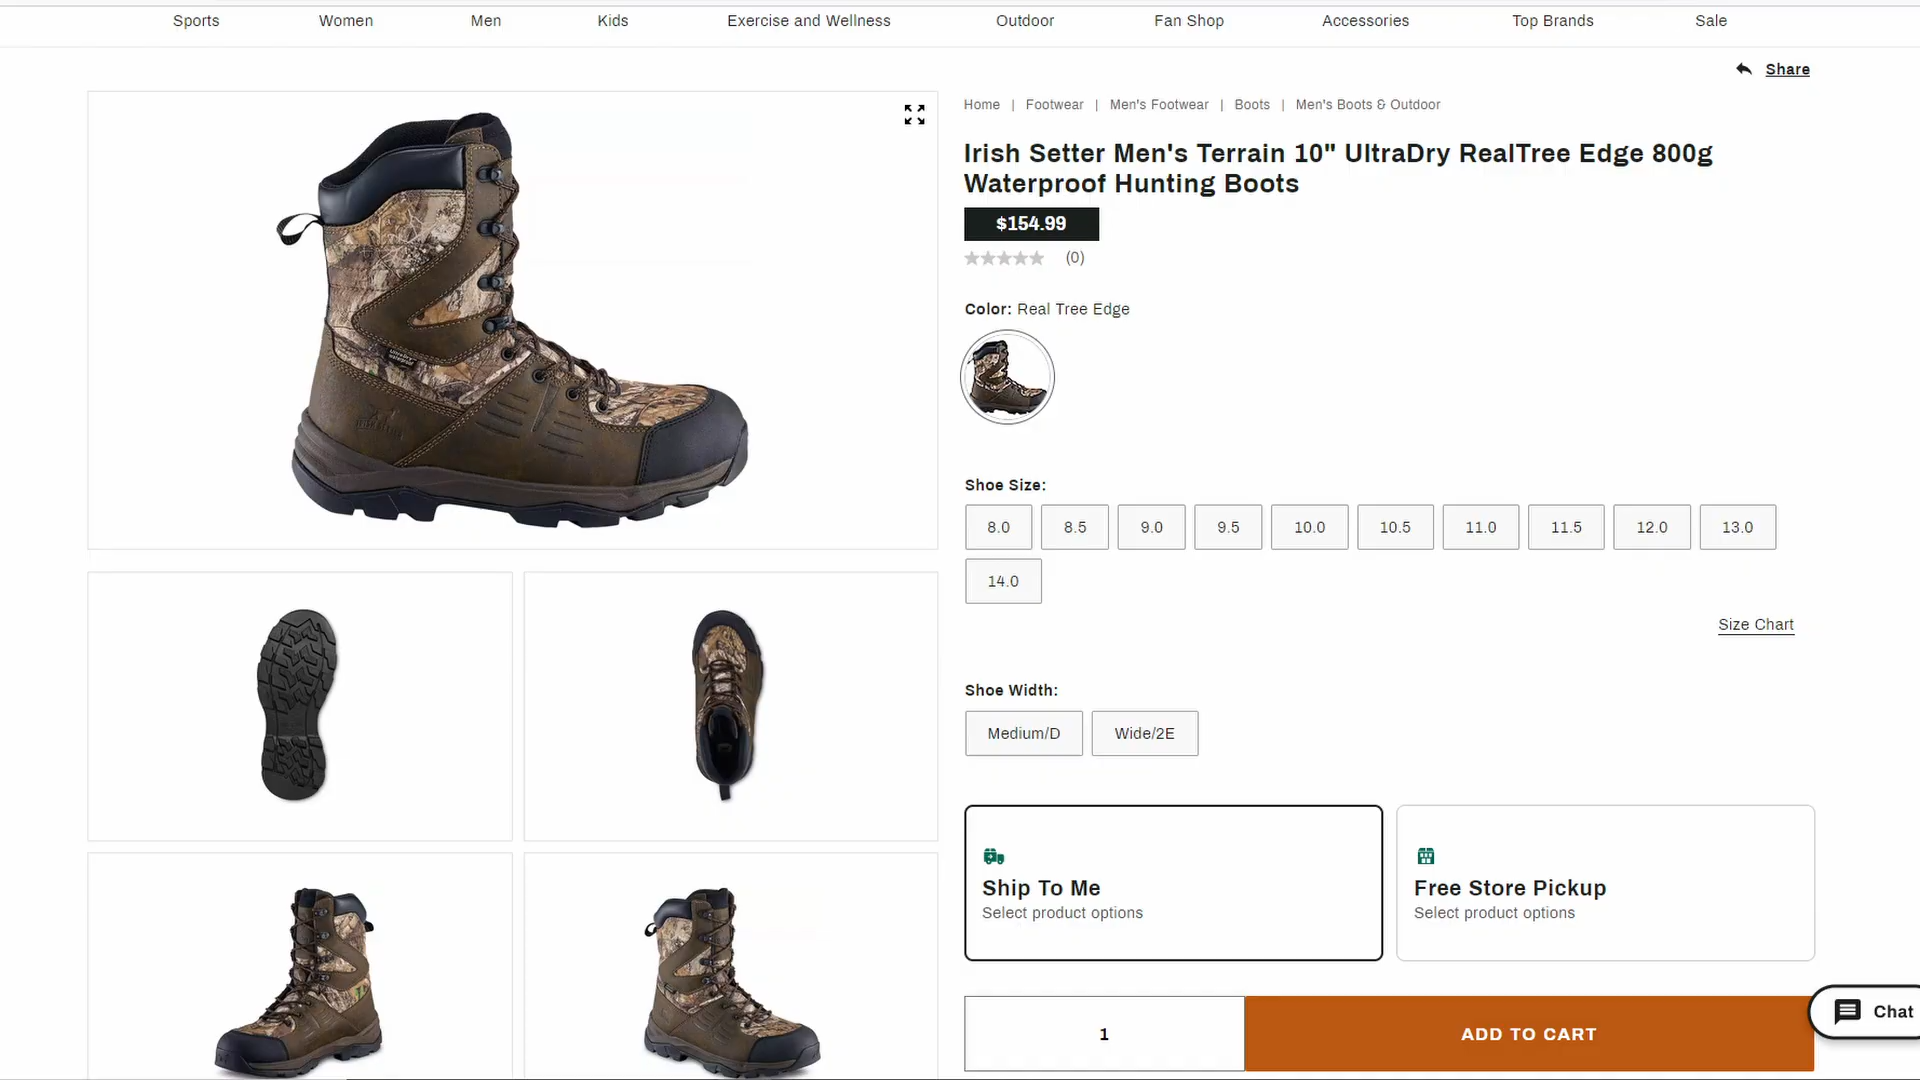 Sports Women Men Kids Exercise and Wellness Outdoor Fan Shop Accessories Top Brands Sale
Share
Home | Footwear | Men's Footwear | Boots | Men's Boots & Outdoor
Irish Setter Men's Terrain 10" UltraDry RealTree Edge 800g
Waterproof Hunting Boots
$154.99
(0)
Color: Real Tree Edge
Shoe Size:
8.0 8.5 9.0 9.5 10.0 10.5 11.0 11.5 12.0 13.0
14.0
Size Chart
Shoe Width:
Medium/D Wide/2E
Ship To Me
Select product options
Free Store Pickup
Select product options
1
ADD TO CART
Chat